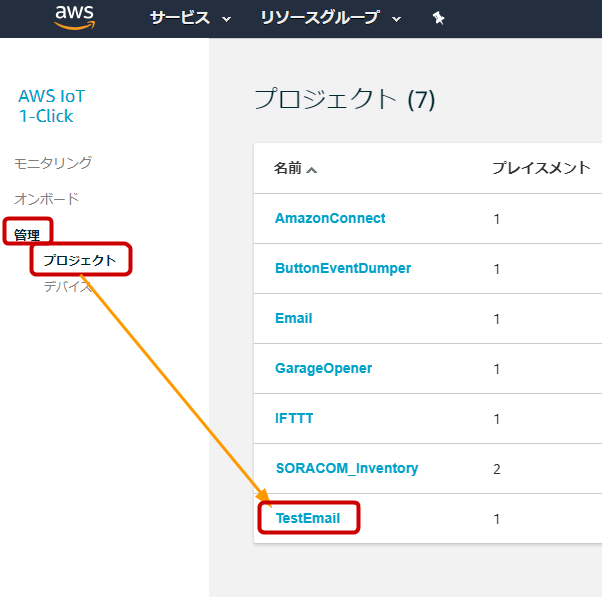 aws サービス リソースグループ
AWS IoT
1-Click
モニタリング
オンボード
管理
プロジェクト
デバイス
プロジェクト (7)
名前 プレイスメント
AmazonConnect 1
ButtonEventDumper 1
Email 1
GarageOpener 1
IFTTT 1
SORACOM_Inventory 2
TestEmail 1